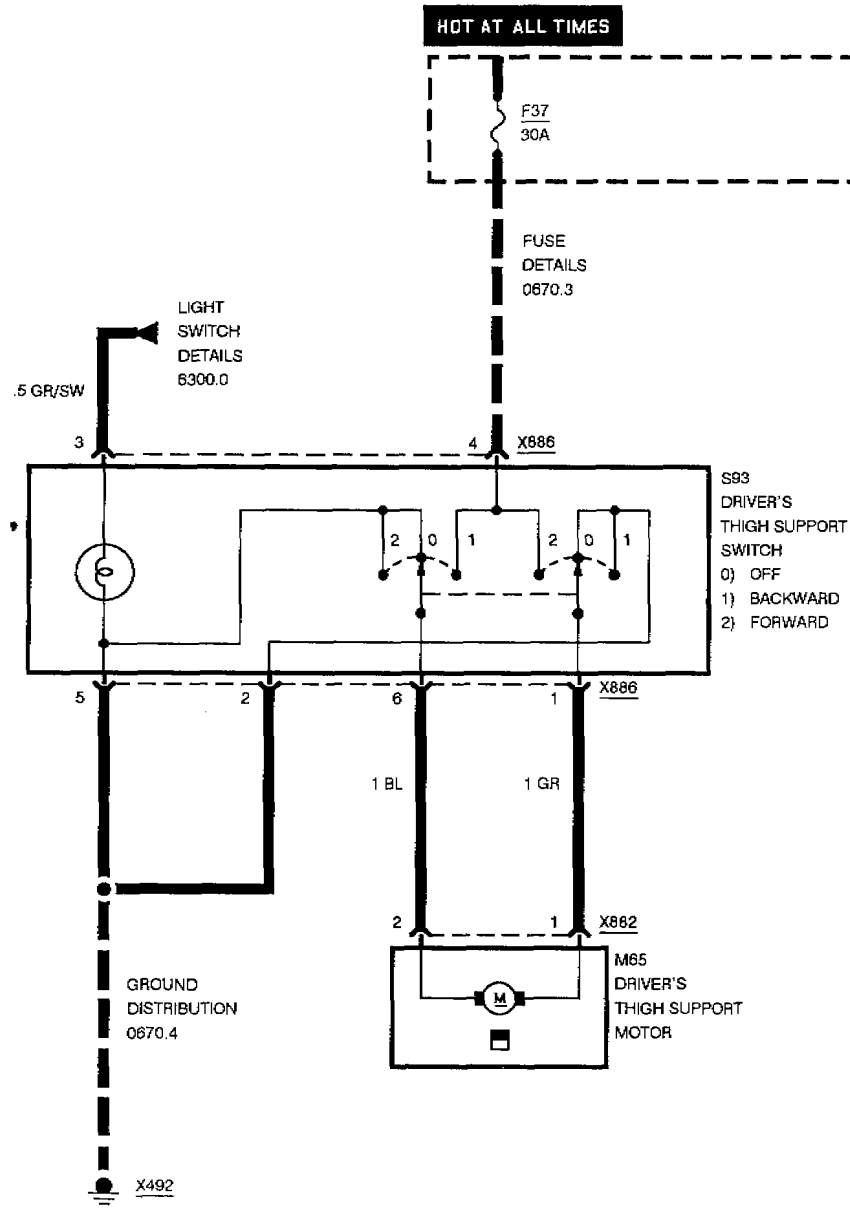 HOT AT ALL TIMES
F37
30A
FUSE
DETAILS
0670.3
LIGHT
SWITCH
DETAILS
6300.0
.5 GR/SW
3
4
X886
S93
DRIVER'S
THIGH SUPPORT
SWITCH
0) OFF
1) BACKWARD
2) FORWARD
2 0 1
2 0 1
5
2
6
1
X886
1 BL
1 GR
2
1
X882
M65
DRIVER'S
THIGH SUPPORT
MOTOR
M
GROUND
DISTRIBUTION
0670.4
X492